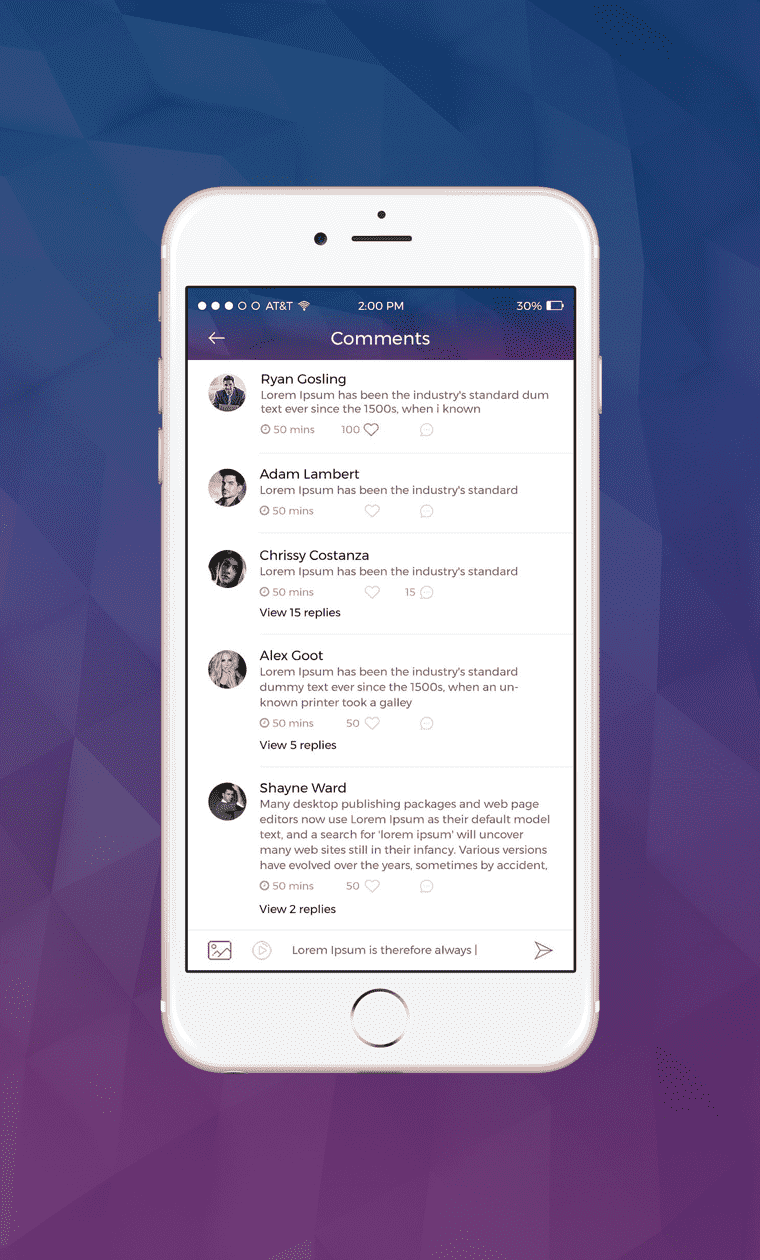 AT&T 2:00 PM 30%
Comments
Ryan Gosling
Lorem Ipsum has been the industry's standard dum
text ever since the 1500s, when i known
50 mins 100
Adam Lambert
Lorem Ipsum has been the industry's standard
50 mins
Chrissy Costanza
Lorem Ipsum has been the industry's standard
50 mins 15
View 15 replies
Alex Goot
Lorem Ipsum has been the industry's standard
dummy text ever since the 1500s, when an un-
known printer took a galley
50 mins 50
View 5 replies
Shayne Ward
Many desktop publishing packages and web page
editors now use Lorem Ipsum as their default model
text, and a search for 'lorem ipsum' will uncover
many web sites still in their infancy. Various versions
have evolved over the years, sometimes by accident,
50 mins 50
View 2 replies
Lorem Ipsum is therefore always |